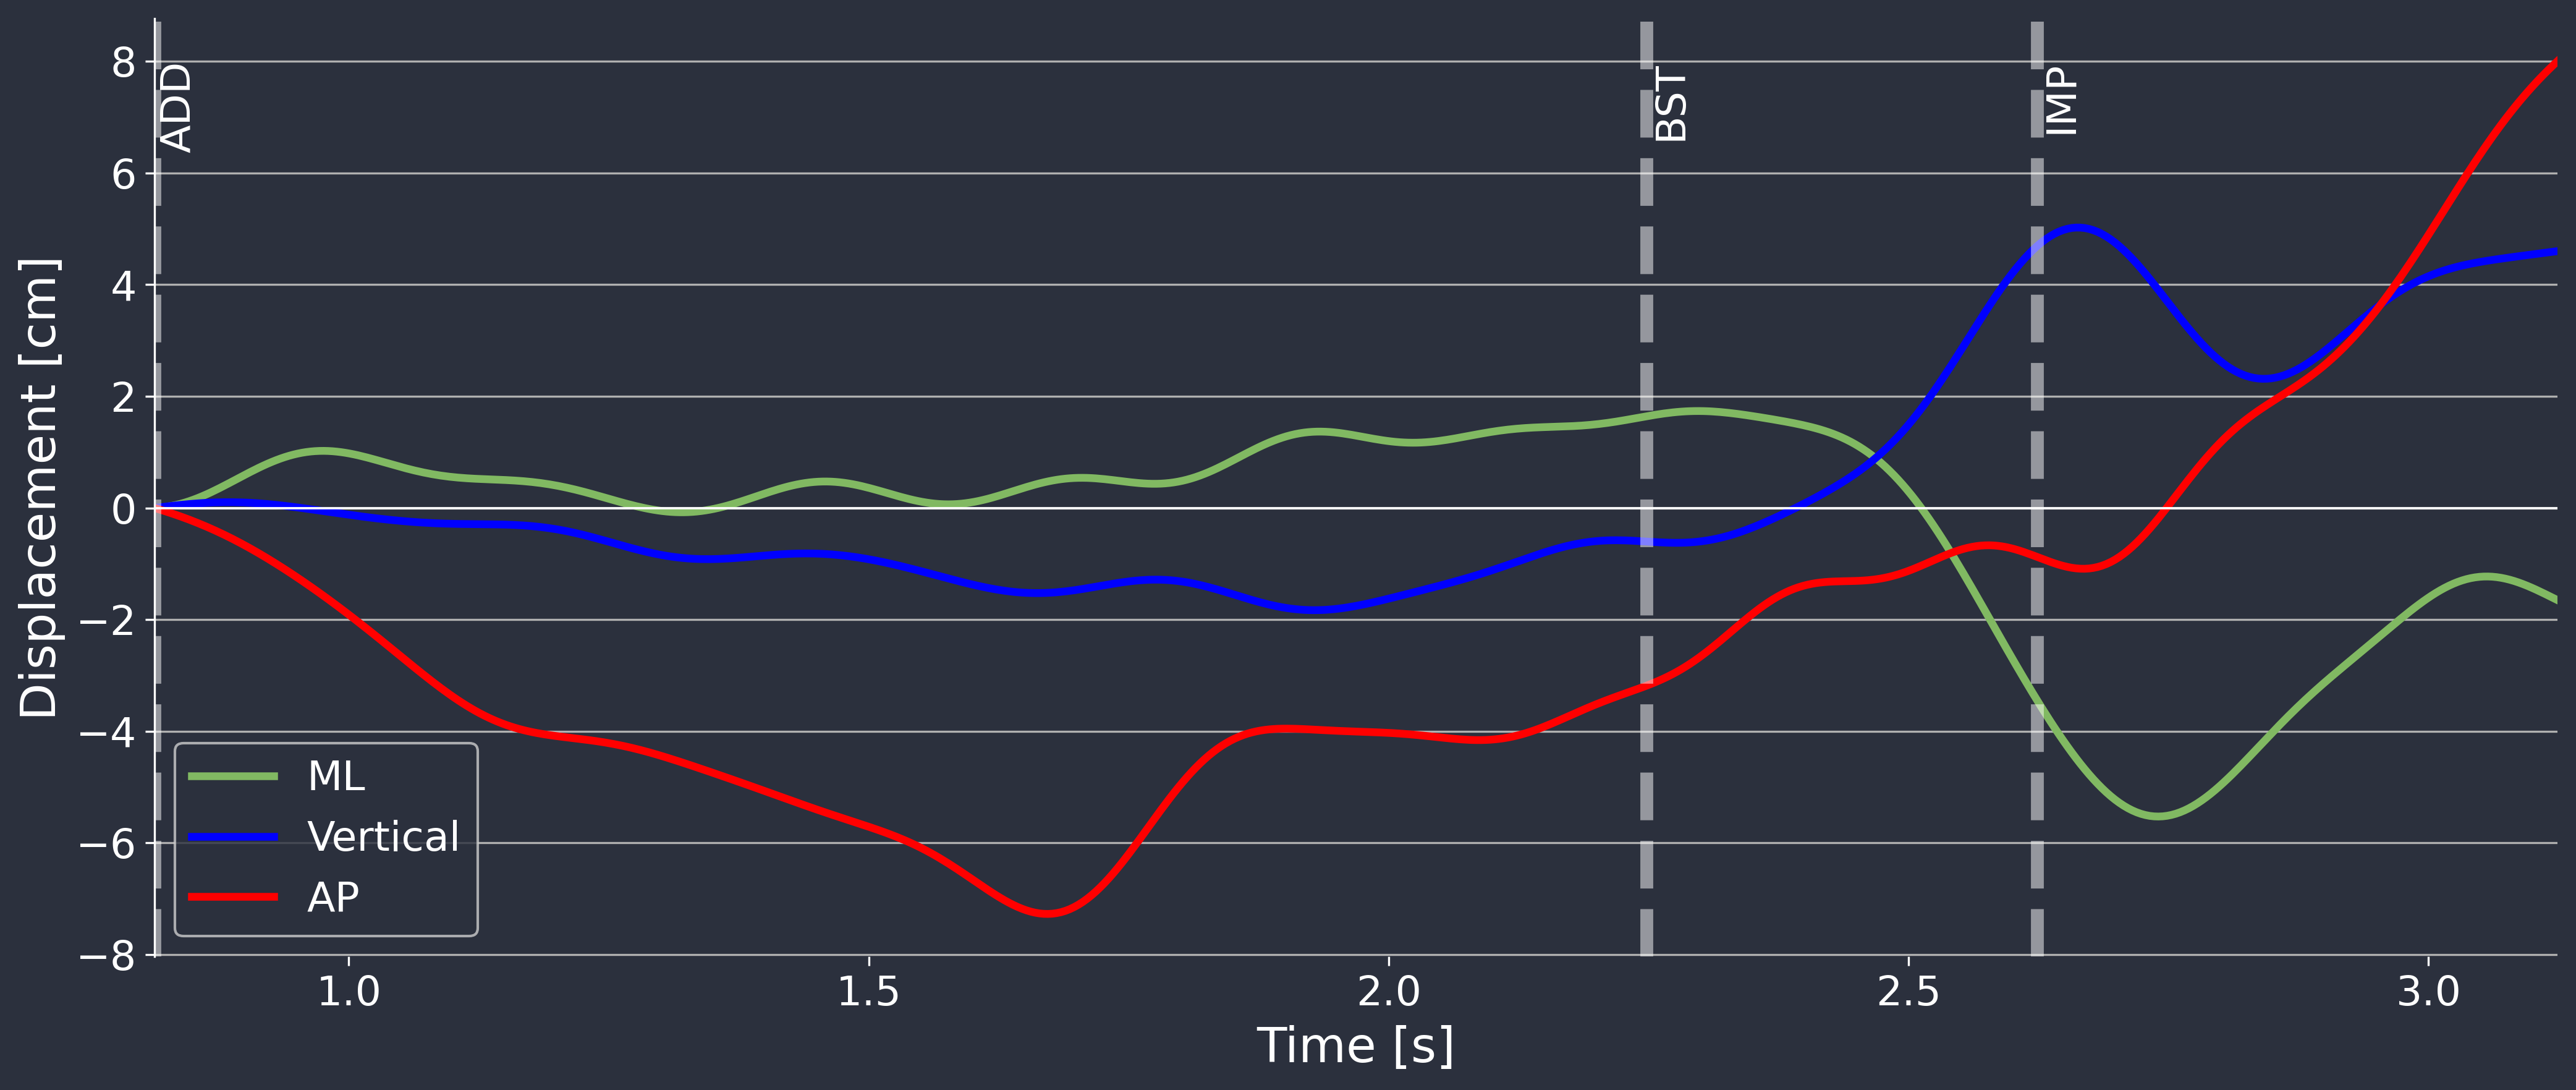 Displacement [cm]
8
6
4
2
0
−2
−4
−6
−8
ADD
BST
IMP
ML
Vertical
AP
1.0
1.5
2.0
2.5
3.0
Time [s]